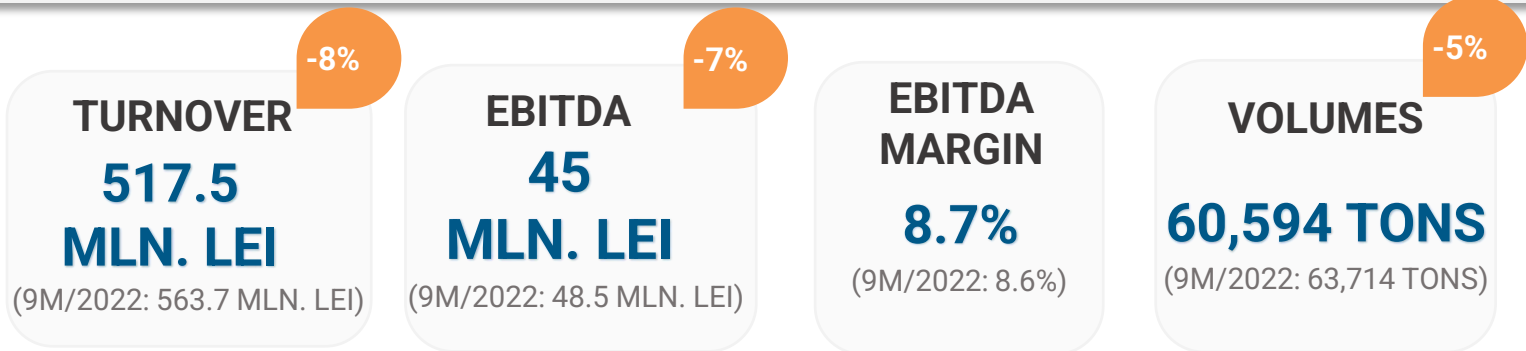 -8%
TURNOVER
517.5
MLN. LEI
(9M/2022: 563.7 MLN. LEI)
-7%
EBITDA
45
MLN. LEI
(9M/2022: 48.5 MLN. LEI)
EBITDA
MARGIN
8.7%
(9M/2022: 8.6%)
-5%
VOLUMES
60,594 TONS
(9M/2022: 63,714 TONS)